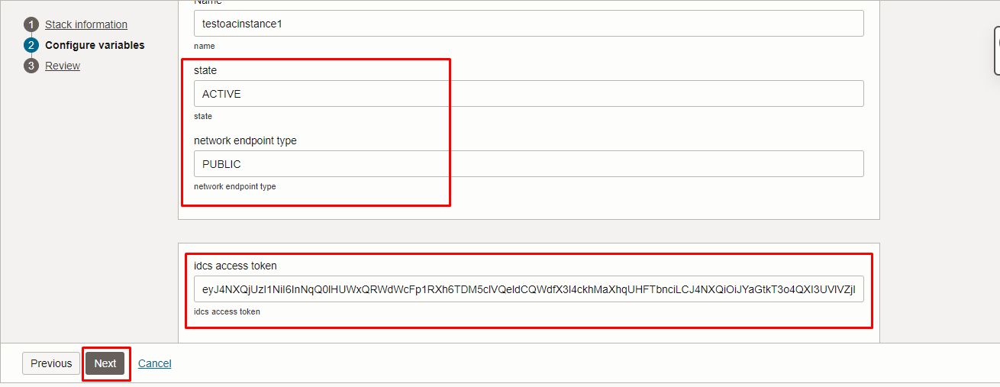 Name
1 Stack information
2 Configure variables
3 Review
testoacinstance1
name
state
ACTIVE
state
network endpoint type
PUBLIC
network endpoint type
idcs access token
idcs access token
Previous
Next
Cancel